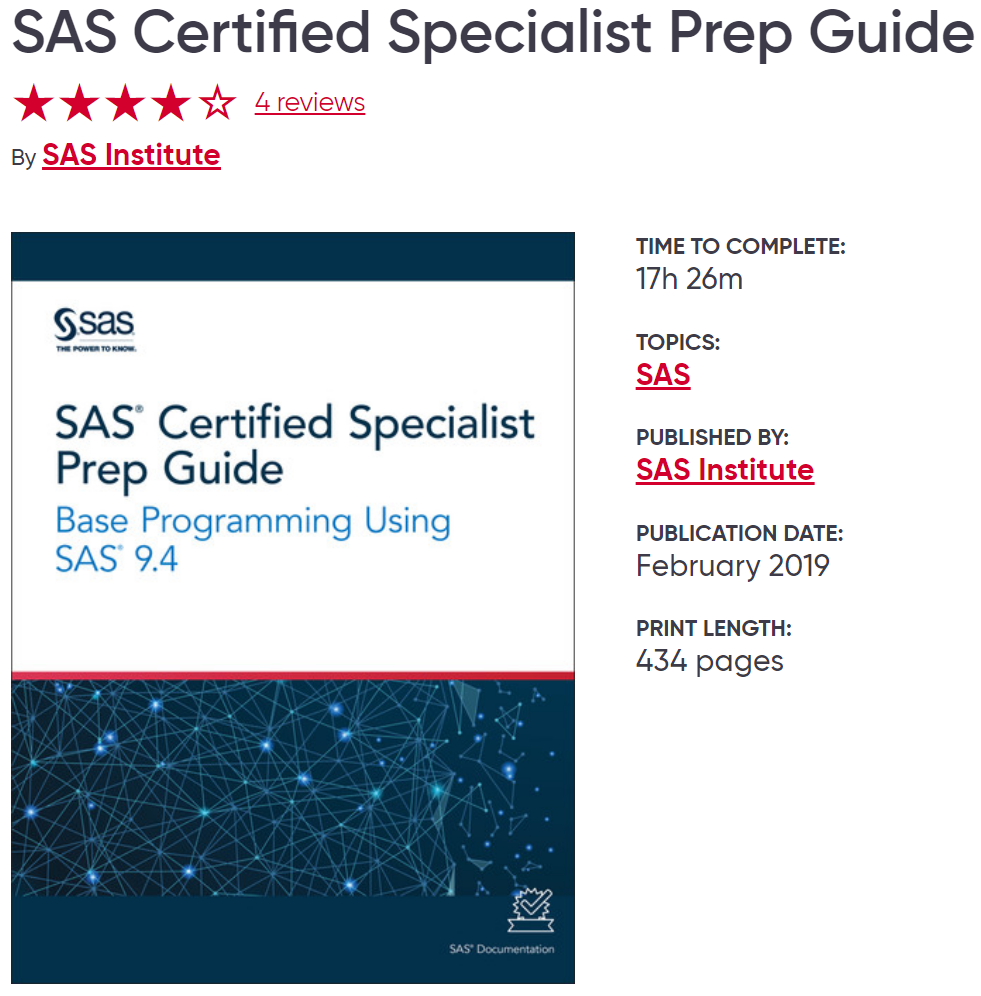 SAS Certified Specialist Prep Guide
4 reviews
By SAS Institute
sas
THE POWER TO KNOW.
SAS® Certified Specialist
Prep Guide
Base Programming Using
SAS® 9.4
SAS® Documentation
TIME TO COMPLETE:
17h 26m
TOPICS:
SAS
PUBLISHED BY:
SAS Institute
PUBLICATION DATE:
February 2019
PRINT LENGTH:
434 pages